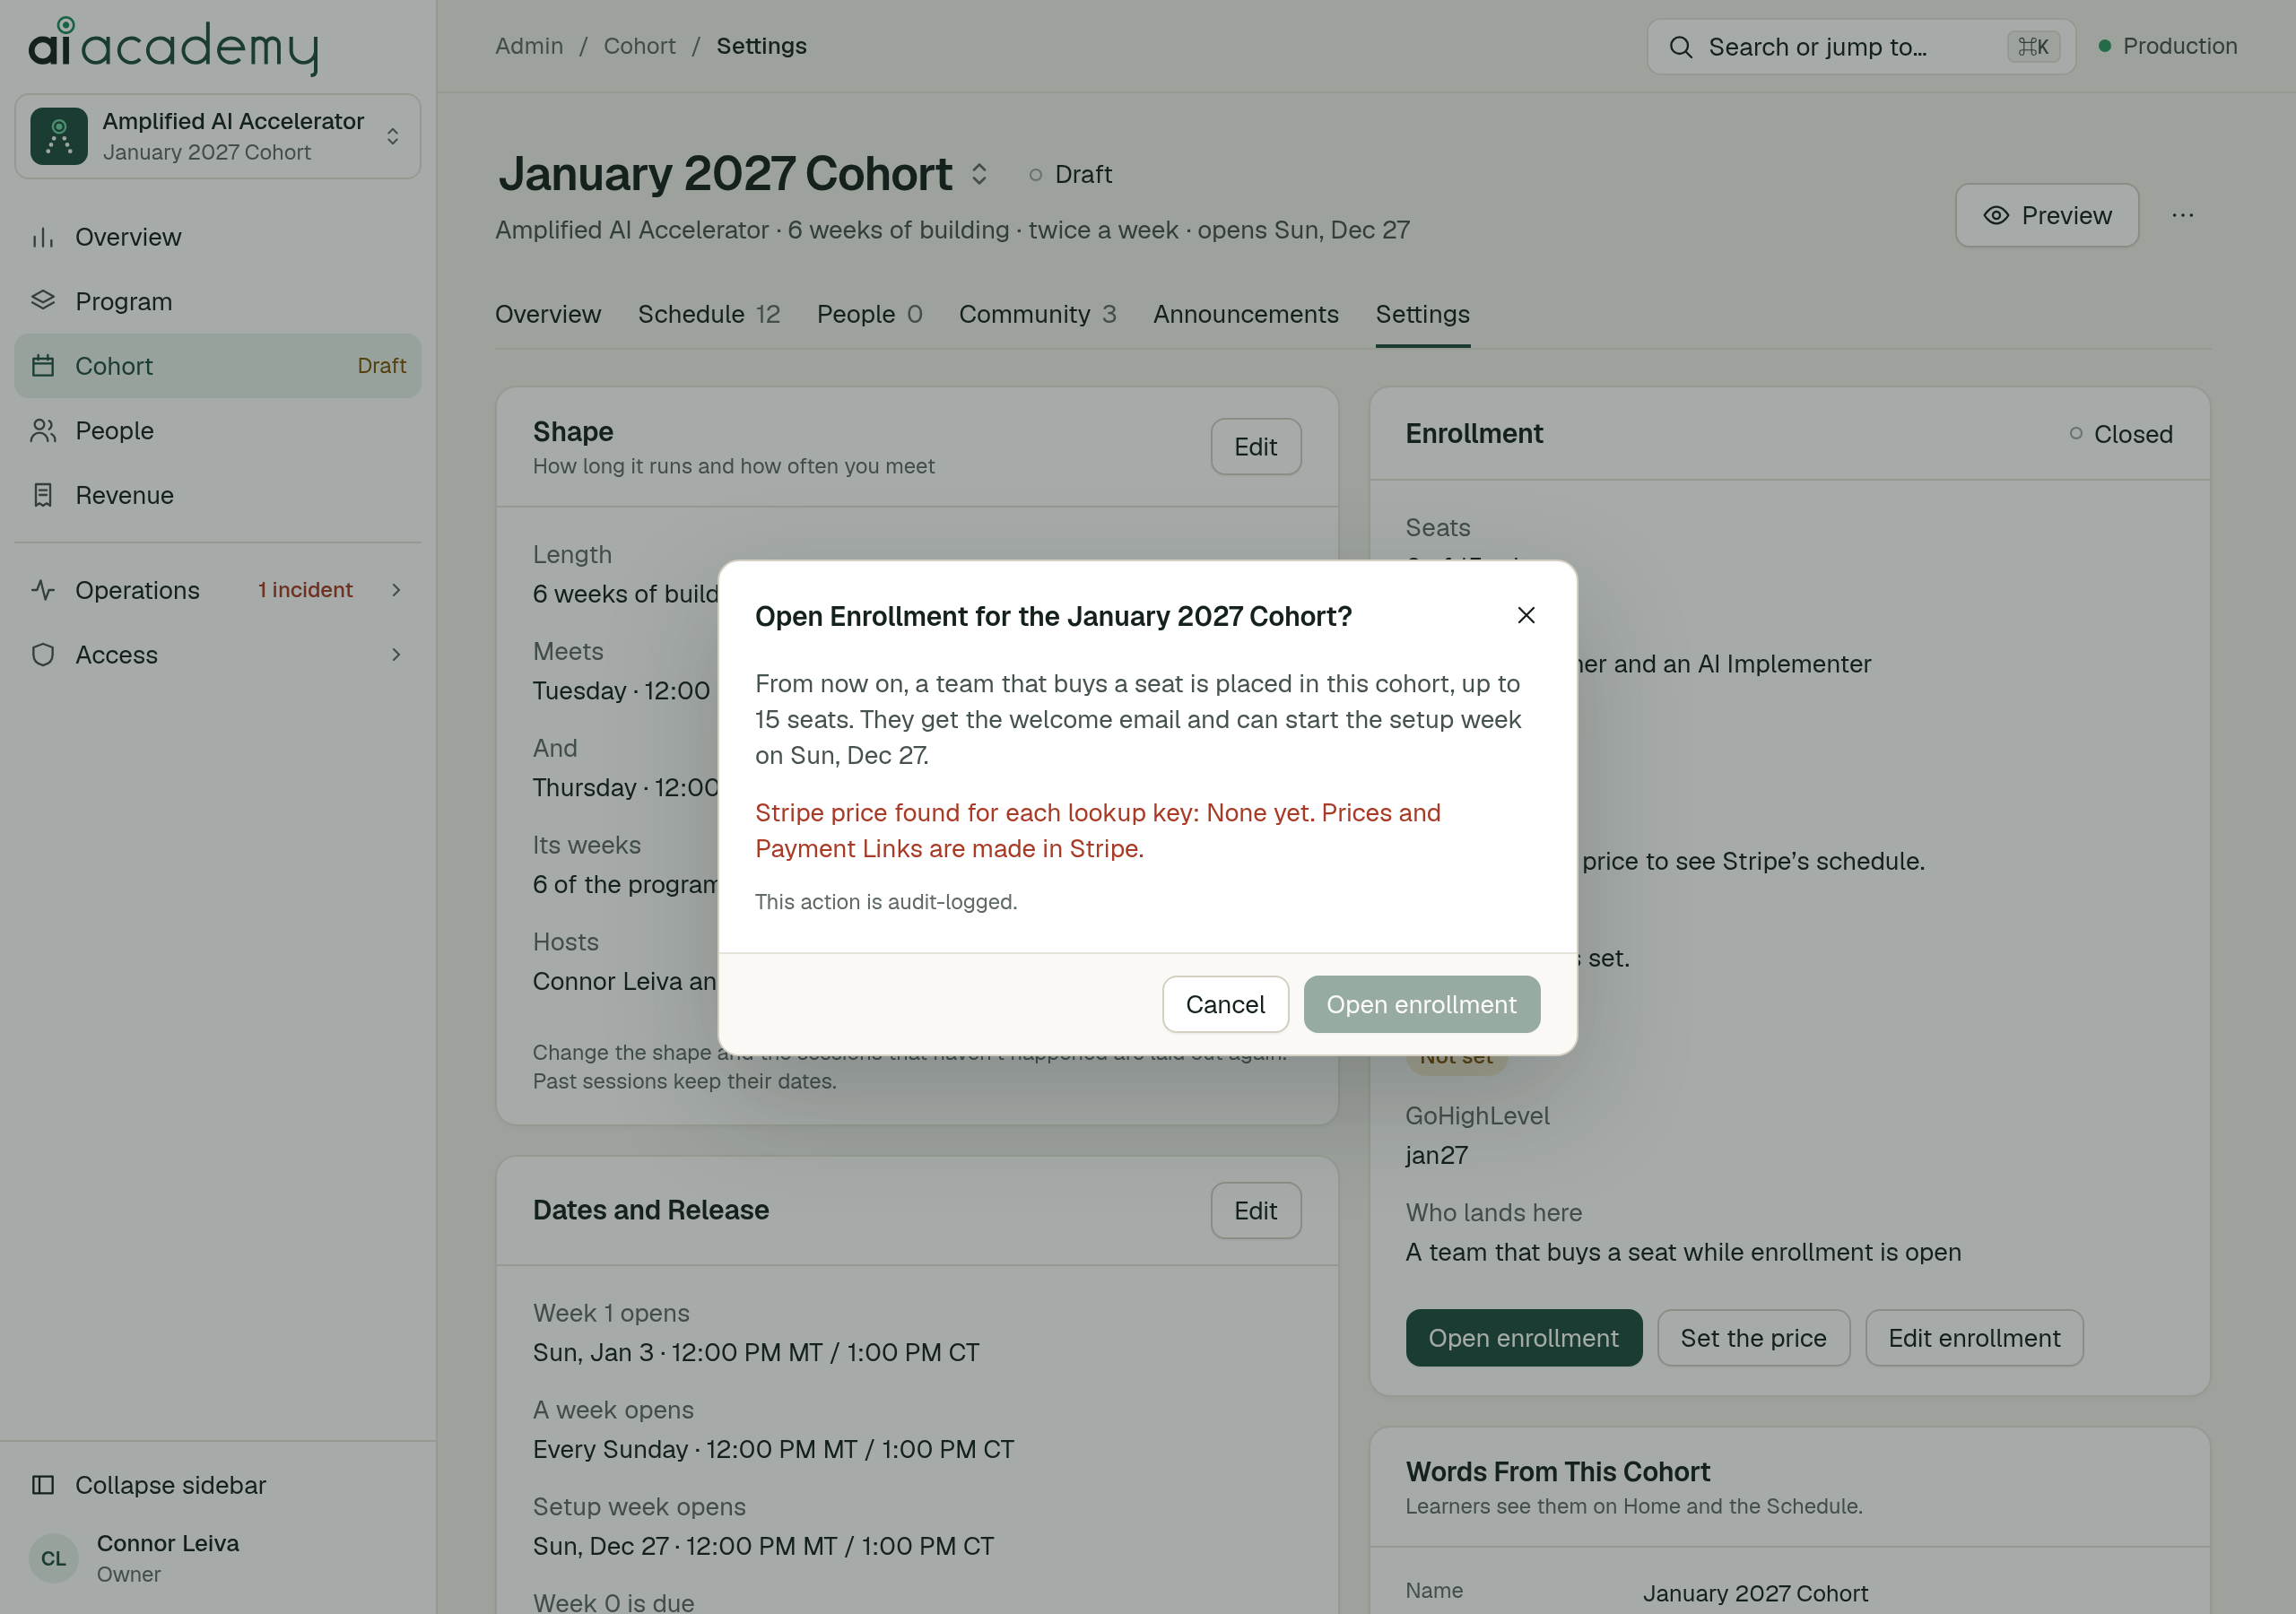 ai academy
Amplified AI Accelerator
January 2027 Cohort
Overview
Program
Cohort
Draft
People
Revenue
Operations
1 incident
Access
Collapse sidebar
CL
Connor Leiva
Owner
Admin / Cohort / Settings
Search or jump to...
⌘K
Production
January 2027 Cohort
Draft
Amplified AI Accelerator · 6 weeks of building · twice a week · opens Sun, Dec 27
Preview
Overview
Schedule 12
People 0
Community 3
Announcements
Settings
Shape
How long it runs and how often you meet
Edit
Length
6 weeks of build
Meets
Tuesday · 12:00
And
Thursday · 12:00
Its weeks
6 of the program
Hosts
Connor Leiva an
Change the shape and the sessions that haven't happened are laid out again.
Past sessions keep their dates.
Dates and Release
Edit
Week 1 opens
Sun, Jan 3 · 12:00 PM MT / 1:00 PM CT
A week opens
Every Sunday · 12:00 PM MT / 1:00 PM CT
Setup week opens
Sun, Dec 27 · 12:00 PM MT / 1:00 PM CT
Week 0 is due
Enrollment
Closed
Seats
and an AI Implementer
price to see Stripe’s schedule.
set.
Not set
GoHighLevel
jan27
Who lands here
A team that buys a seat while enrollment is open
Open enrollment
Set the price
Edit enrollment
Words From This Cohort
Learners see them on Home and the Schedule.
Name
January 2027 Cohort
Open Enrollment for the January 2027 Cohort?
From now on, a team that buys a seat is placed in this cohort, up to
15 seats. They get the welcome email and can start the setup week
on Sun, Dec 27.
Stripe price found for each lookup key: None yet. Prices and
Payment Links are made in Stripe.
This action is audit-logged.
Cancel
Open enrollment